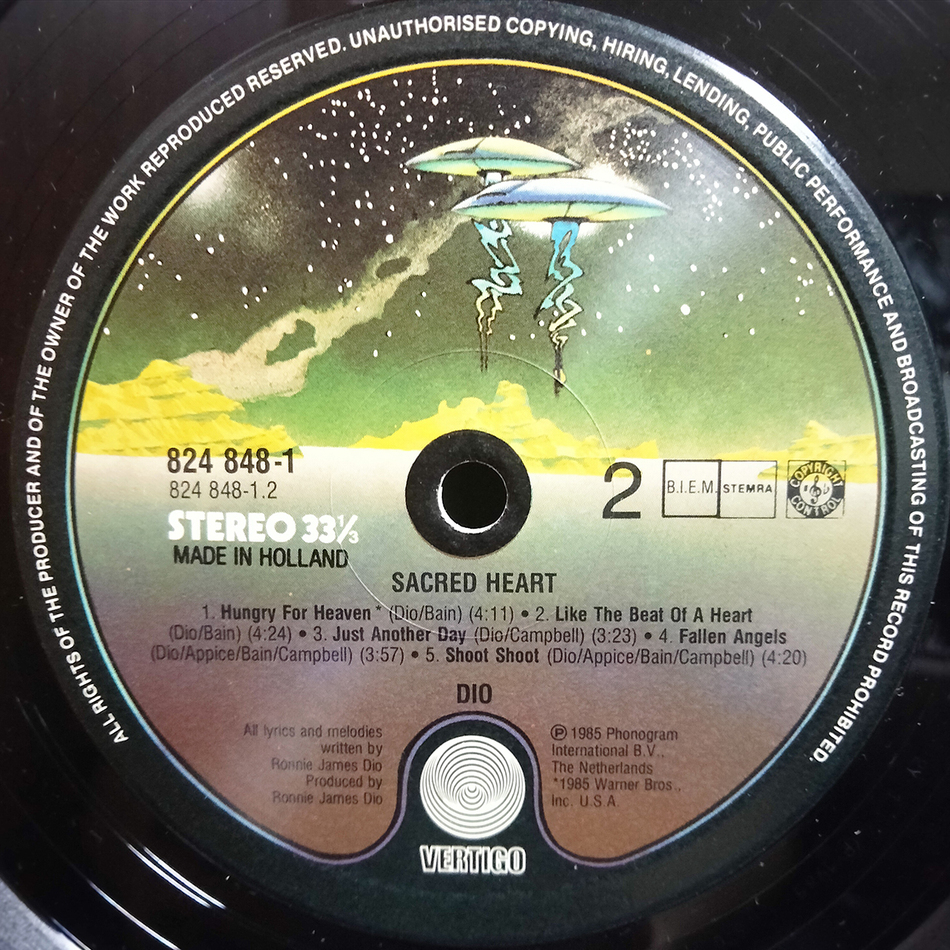 ALL RIGHTS OF THE PRODUCER AND OF THE OWNER OF THE WORK REPRODUCED RESERVED. UNAUTHORISED COPYING, HIRING, LENDING, PUBLIC PERFORMANCE AND BROADCASTING OF THIS RECORD PROHIBITED.
824 848-1
824 848-1.2
STEREO 33⅓
MADE IN HOLLAND
2
B.I.E.M. STEMRA
COPYRIGHT CONTROL
SACRED HEART
1. Hungry For Heaven * (Dio/Bain) (4:11) • 2. Like The Beat Of A Heart
(Dio/Bain) (4:24) • 3. Just Another Day (Dio/Campbell) (3:23) • 4. Fallen Angels
(Dio/Appice/Bain/Campbell) (3:57) • 5. Shoot Shoot (Dio/Appice/Bain/Campbell) (4:20)
DIO
All lyrics and melodies
written by
Ronnie James Dio
Produced by
Ronnie James Dio
℗ 1985 Phonogram
International B.V.,
The Netherlands
*1985 Warner Bros.,
Inc. U.S.A.
VERTIGO